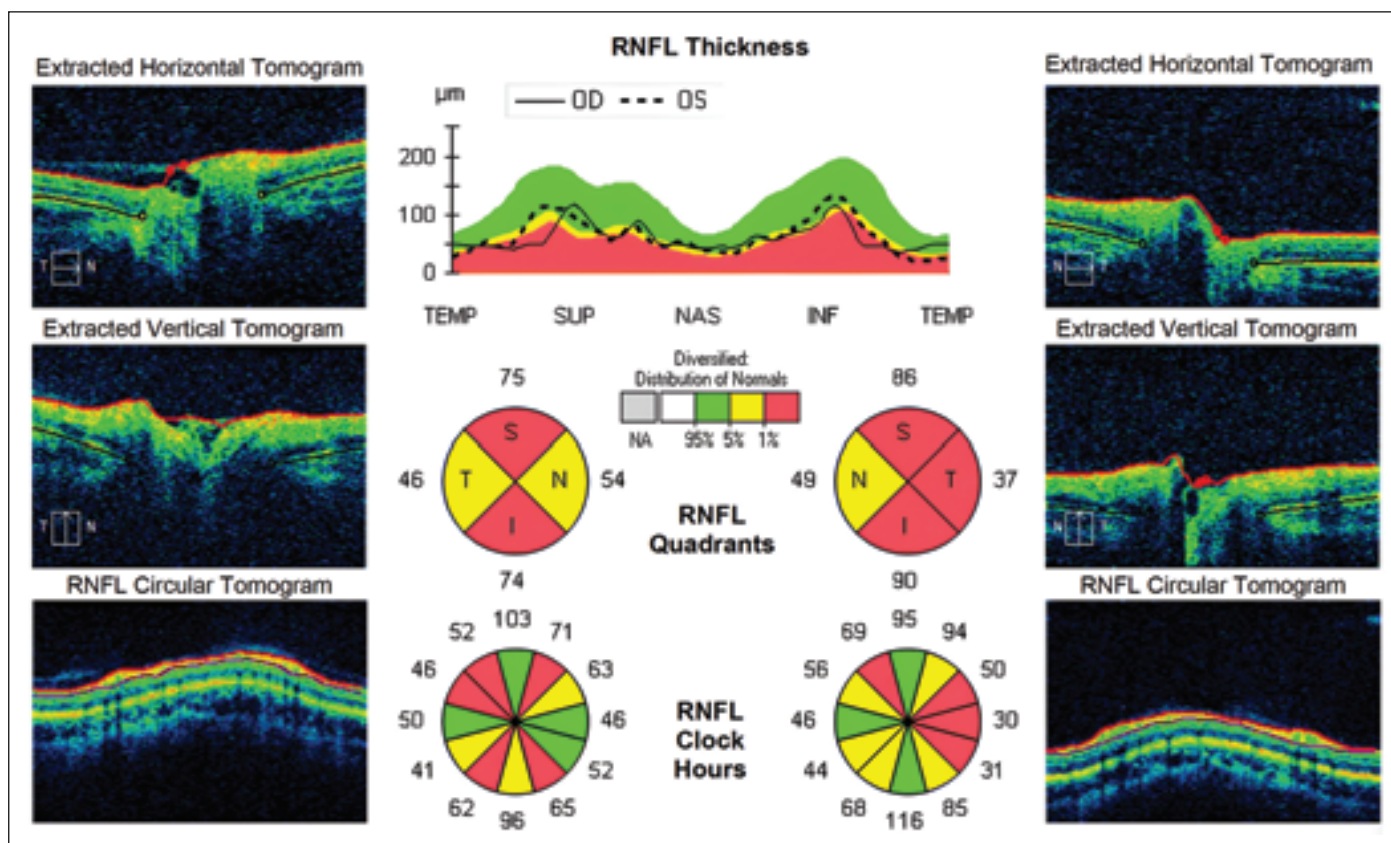 RNFL Thickness
Extracted Horizontal Tomogram
Extracted Horizontal Tomogram
µm
OD OS
200
100
0
TEMP SUP NAS INF TEMP
T N
N T
Extracted Vertical Tomogram
Extracted Vertical Tomogram
Diversified:
Distribution of Normals
NA 95% 5% 1%
75
S
46 T N 54
I
74
86
S
49 N T 37
I
90
RNFL
Quadrants
T N
N T
RNFL Circular Tomogram
RNFL Circular Tomogram
103
52 71
46 63
50 46
41 52
62 65
96
RNFL
Clock
Hours
95
69 94
56 50
46 30
44 31
68 85
116